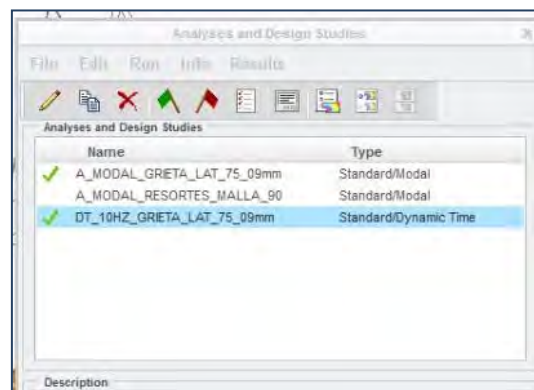 Analyses and Design Studies
File Edit Run Info Results
Analyses and Design Studies
Name Type
A_MODAL_GRIETA_LAT_75_09mm Standard/Modal
A_MODAL_RESORTES_MALLA_90 Standard/Modal
DT_10HZ_GRIETA_LAT_75_09mm Standard/Dynamic Time
Description